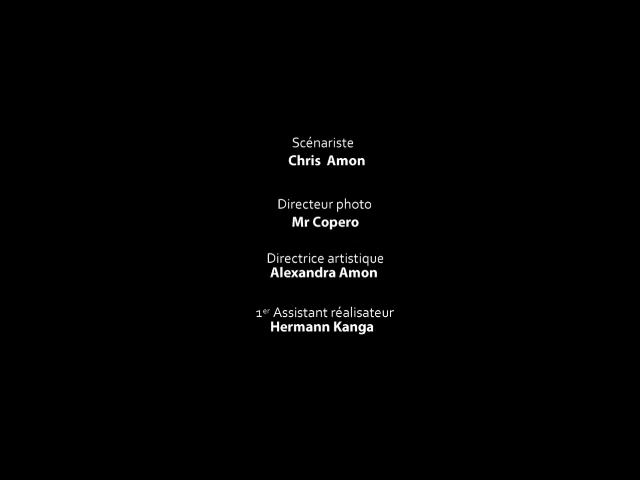 Scénariste
Chris Amon
Directeur photo
Mr Copero
Directrice artistique
Alexandra Amon
1er Assistant réalisateur
Hermann Kanga